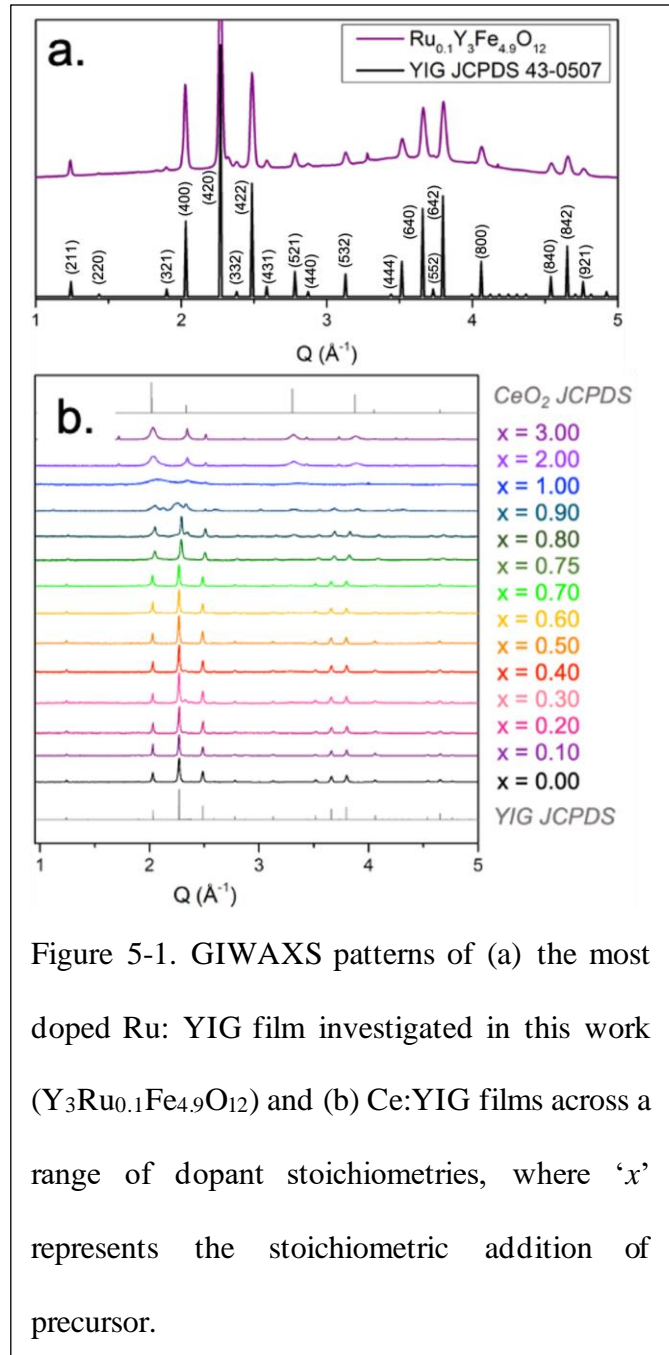 a.
Ru0.1Y3Fe4.9O12
YIG JCPDS 43-0507
(211)
(220)
(321)
(400)
(420)
(332)
(422)
(431)
(521)
(440)
(532)
(444)
(640)
(552)
(642)
(800)
(840)
(842)
(921)
1 2 3 4 5
Q (Å-1)
b.
CeO2 JCPDS
x = 3.00
x = 2.00
x = 1.00
x = 0.90
x = 0.80
x = 0.75
x = 0.70
x = 0.60
x = 0.50
x = 0.40
x = 0.30
x = 0.20
x = 0.10
x = 0.00
YIG JCPDS
1 2 3 4 5
Q (Å-1)
Figure 5-1. GIWAXS patterns of (a) the most
doped Ru: YIG film investigated in this work
(Y3Ru0.1Fe4.9O12) and (b) Ce:YIG films across a
range of dopant stoichiometries, where ‘x’
represents the stoichiometric addition of
precursor.